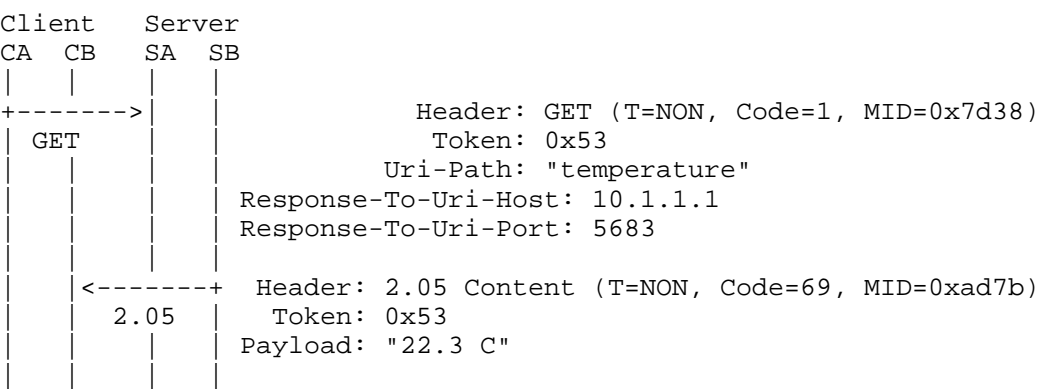 Client   Server
CA  CB    SA  SB
|   |     |   |
+------->|   |            Header: GET (T=NON, Code=1, MID=0x7d38)
| GET    |   |             Token: 0x53
|   |    |   |          Uri-Path: "temperature"
|   |    |   | Response-To-Uri-Host: 10.1.1.1
|   |    |   | Response-To-Uri-Port: 5683
|   |    |   |
|   |<-------+  Header: 2.05 Content (T=NON, Code=69, MID=0xad7b)
|   | 2.05   |   Token: 0x53
|   |    |   | Payload: "22.3 C"
|   |    |   |